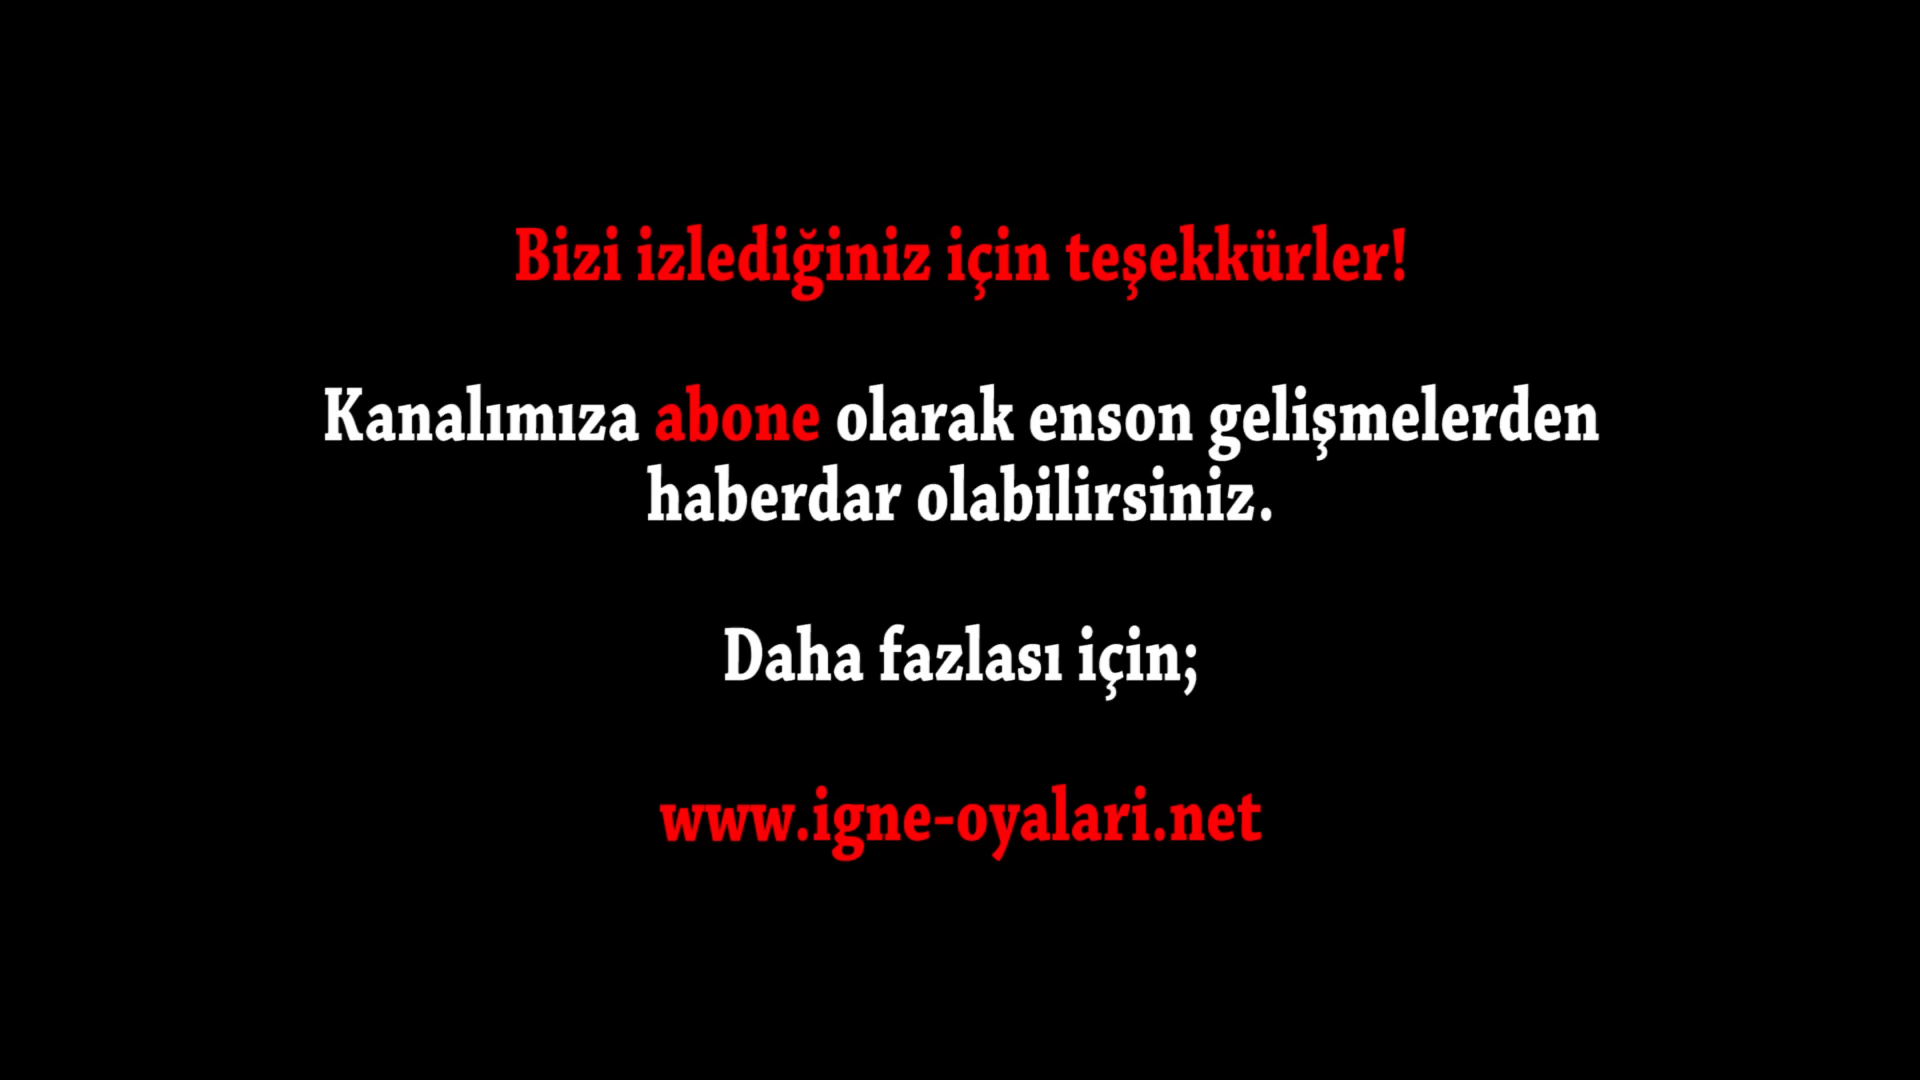 Bizi izlediğiniz için teşekkürler!
Kanalımıza abone olarak enson gelişmelerden
haberdar olabilirsiniz.
Daha fazlası için;
www.igne-oyalari.net